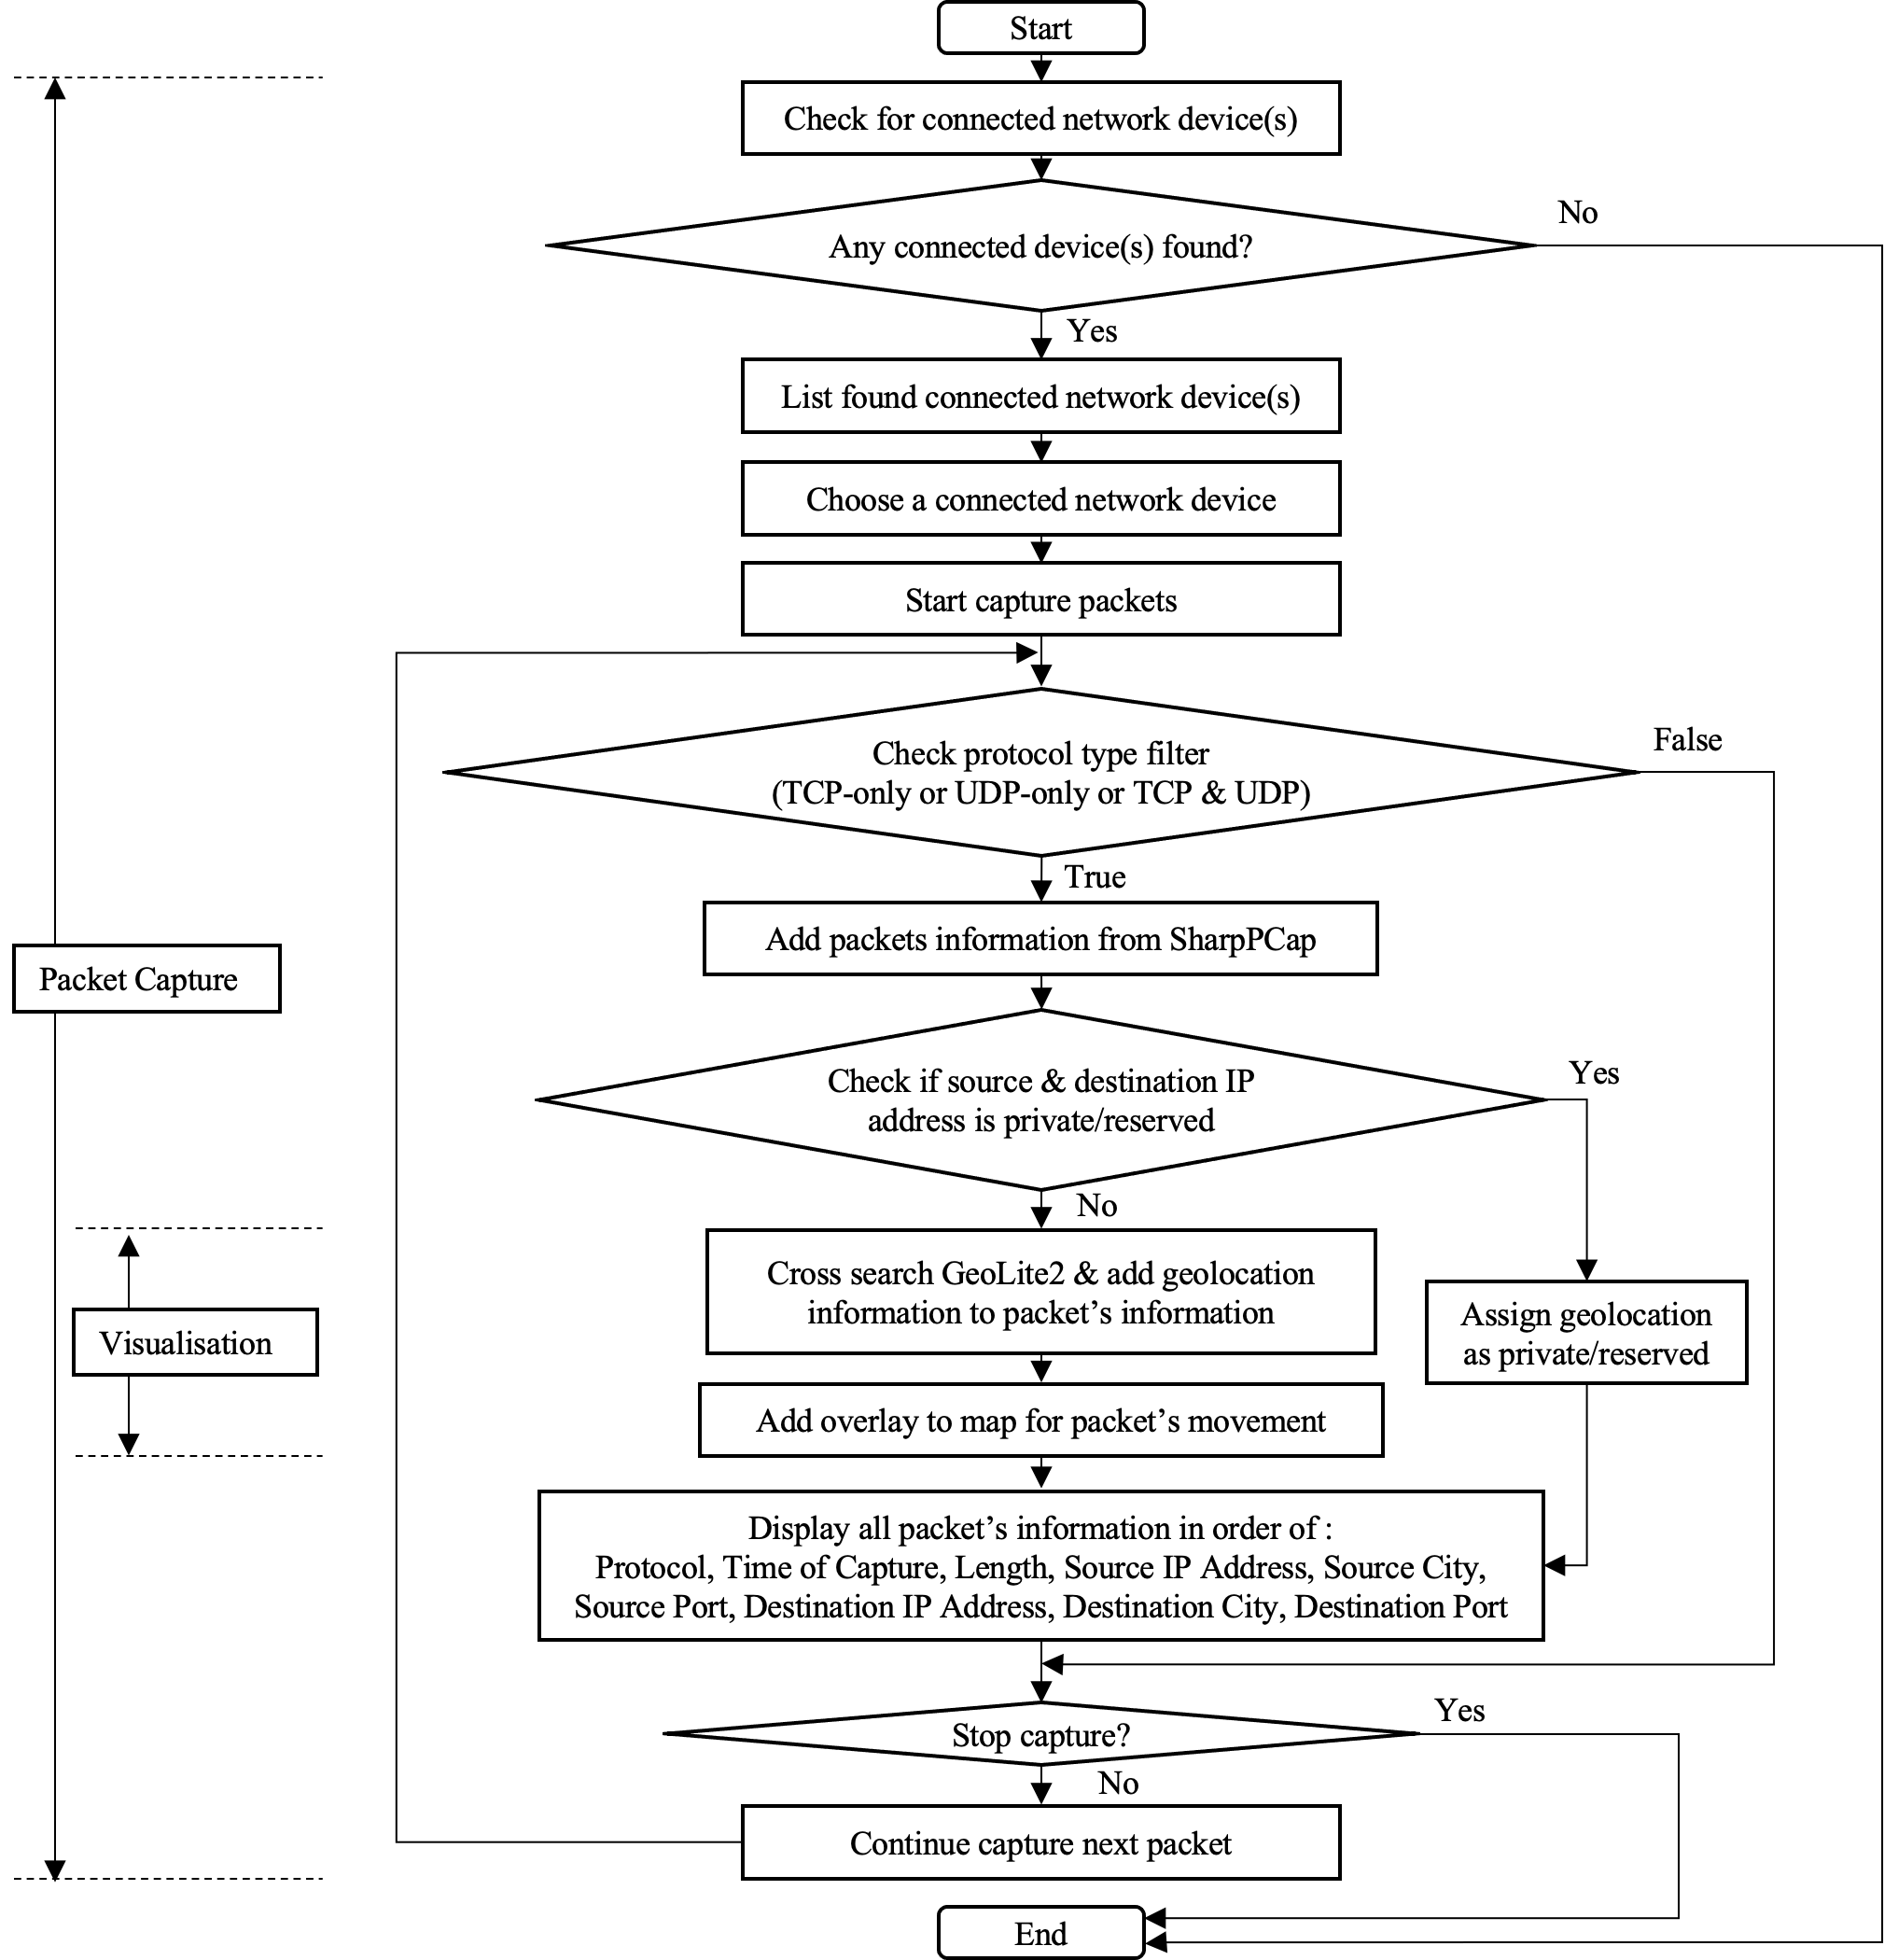 Start
Check for connected network device(s)
No
Any connected device(s) found?
Yes
List found connected network device(s)
Choose a connected network device
Start capture packets
False
Check protocol type filter
(TCP-only or UDP-only or TCP & UDP)
True
Add packets information from SharpPCap
Packet Capture
Yes
Check if source & destination IP
address is private/reserved
No
Cross search GeoLite2 & add geolocation
information to packet’s information
Assign geolocation
as private/reserved
Visualisation
Add overlay to map for packet’s movement
Display all packet’s information in order of :
Protocol, Time of Capture, Length, Source IP Address, Source City,
Source Port, Destination IP Address, Destination City, Destination Port
Yes
Stop capture?
No
Continue capture next packet
End